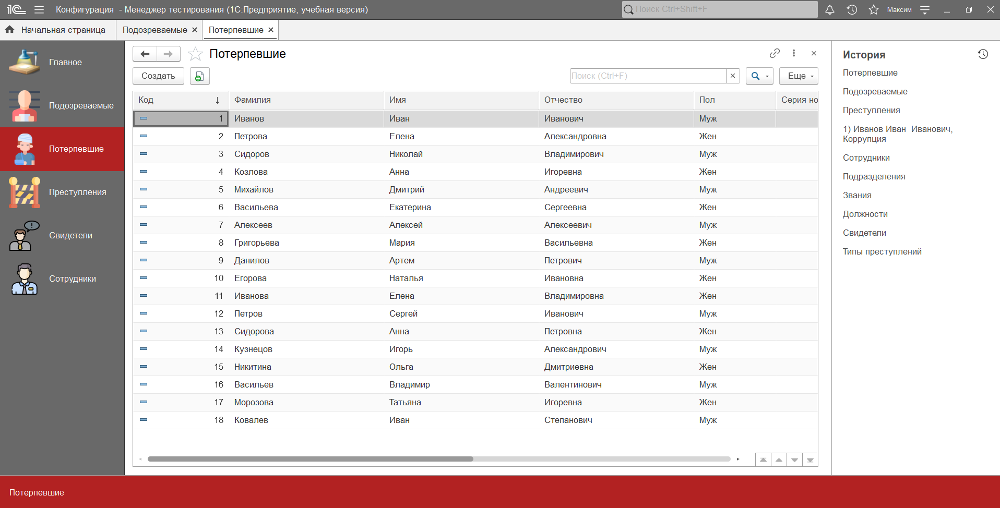 1С Конфигурация - Менеджер тестирования (1С:Предприятие, учебная версия) Поиск Ctrl+Shift+F Максим
Начальная страница Подозреваемые Потерпевшие
Главное
Подозреваемые
Потерпевшие
Преступления
Свидетели
Сотрудники
Потерпевшие
Создать Поиск (Ctrl+F) Еще
Код Фамилия Имя Отчество Пол Серия но
1 Иванов Иван Иванович Муж
2 Петрова Елена Александровна Жен
3 Сидоров Николай Владимирович Муж
4 Козлова Анна Игоревна Жен
5 Михайлов Дмитрий Андреевич Муж
6 Васильева Екатерина Сергеевна Жен
7 Алексеев Алексей Алексеевич Муж
8 Григорьева Мария Васильевна Жен
9 Данилов Артем Петрович Муж
10 Егорова Наталья Ивановна Жен
11 Иванова Елена Владимировна Жен
12 Петров Сергей Иванович Муж
13 Сидорова Анна Петровна Жен
14 Кузнецов Игорь Александрович Муж
15 Никитина Ольга Дмитриевна Жен
16 Васильев Владимир Валентинович Муж
17 Морозова Татьяна Игоревна Жен
18 Ковалев Иван Степанович Муж
История
Потерпевшие
Подозреваемые
Преступления
1) Иванов Иван  Иванович,
Коррупция
Сотрудники
Подразделения
Звания
Должности
Свидетели
Типы преступлений
Потерпевшие